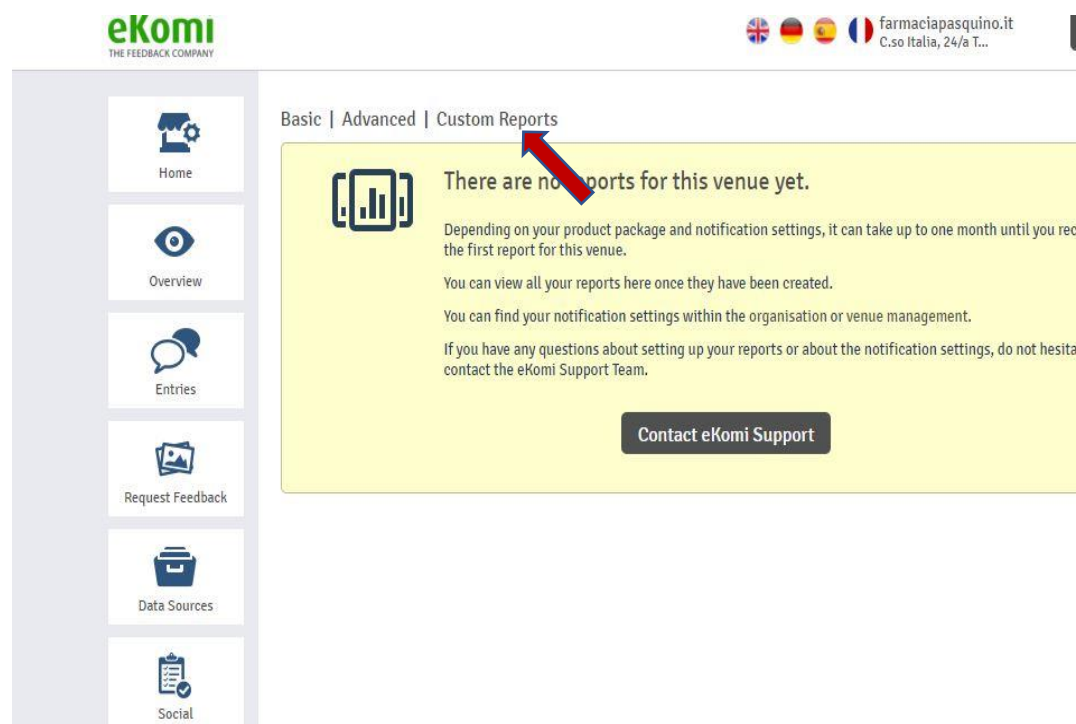 eKomi
THE FEEDBACK COMPANY
farmaciapasquino.it
C.so Italia, 24/a T...
Home
Overview
Entries
Request Feedback
Data Sources
Social
Basic | Advanced | Custom Reports
There are no reports for this venue yet.
Depending on your product package and notification settings, it can take up to one month until you rec
the first report for this venue.
You can view all your reports here once they have been created.
You can find your notification settings within the organisation or venue management.
If you have any questions about setting up your reports or about the notification settings, do not hesita
contact the eKomi Support Team.
Contact eKomi Support